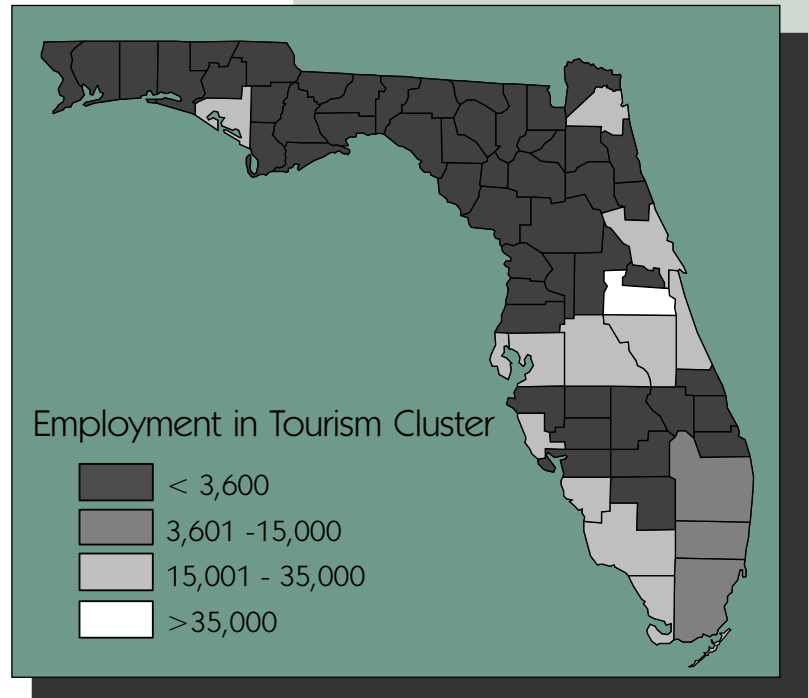 Employment in Tourism Cluster
< 3,600
3,601 -15,000
15,001 - 35,000
>35,000